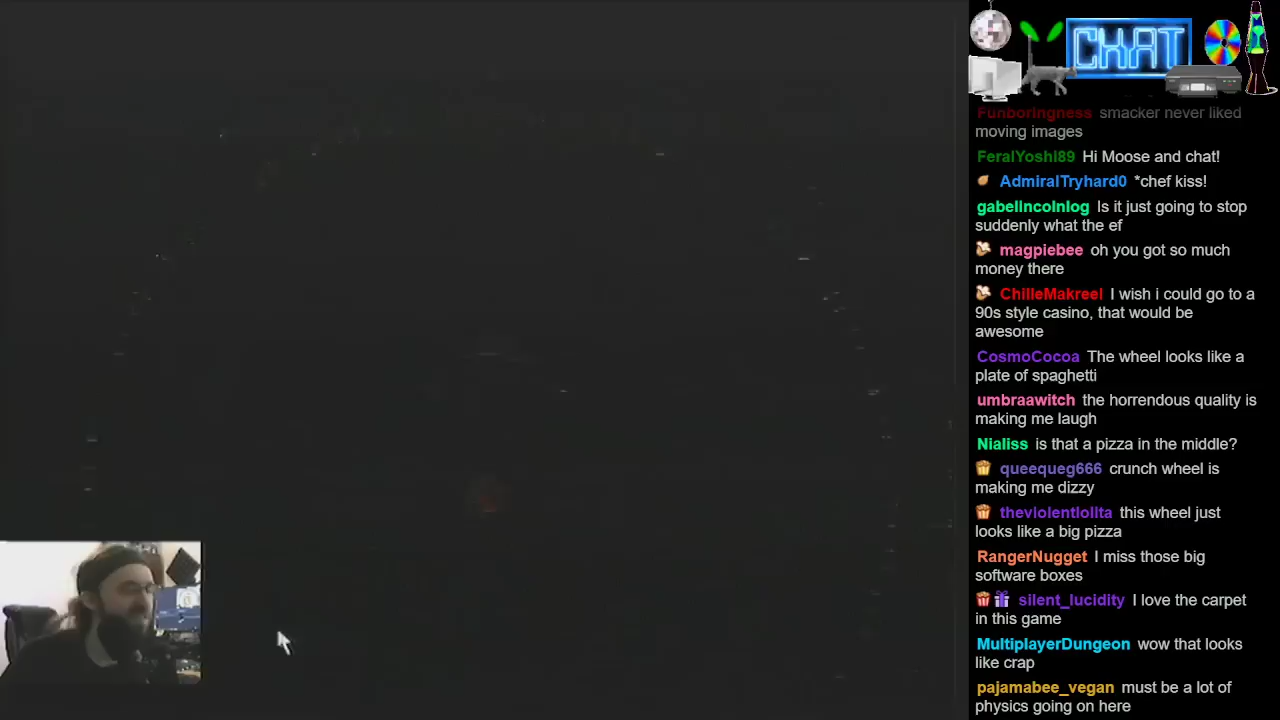 CHAT
Funboringness smacker never liked
moving images
FeralYoshi89 Hi Moose and chat!
AdmiralTryhard0 *chef kiss!
gabelIncolnlog Is it just going to stop
suddenly what the ef
magpiebee oh you got so much
money there
ChilleMakreel I wish i could go to a
90s style casino, that would be
awesome
CosmoCocoa The wheel looks like a
plate of spaghetti
umbraawitch the horrendous quality is
making me laugh
Nialiss is that a pizza in the middle?
queequeg666 crunch wheel is
making me dizzy
theviolentlolita this wheel just
looks like a big pizza
RangerNugget I miss those big
software boxes
silent_lucidity I love the carpet
in this game
MultiplayerDungeon wow that looks
like crap
pajamabee_vegan must be a lot of
physics going on here